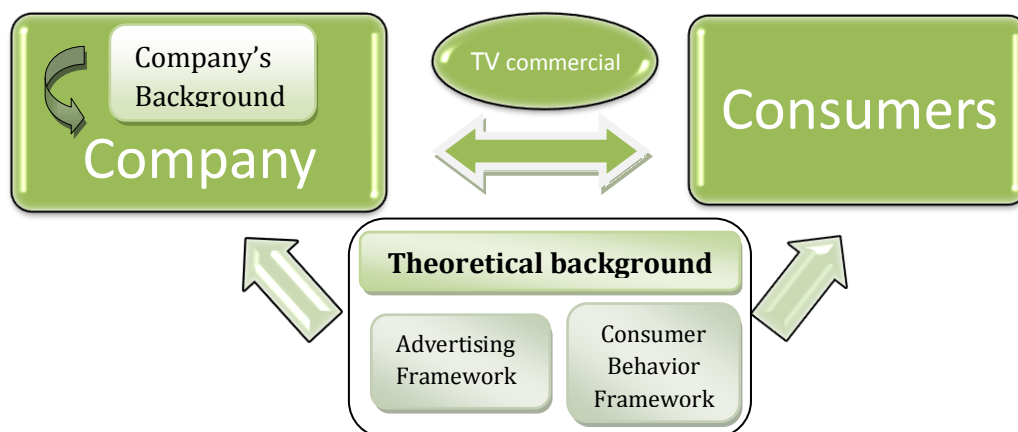 Company's
Background
Company
TV commercial
Consumers
Theoretical background
Advertising
Framework
Consumer
Behavior
Framework